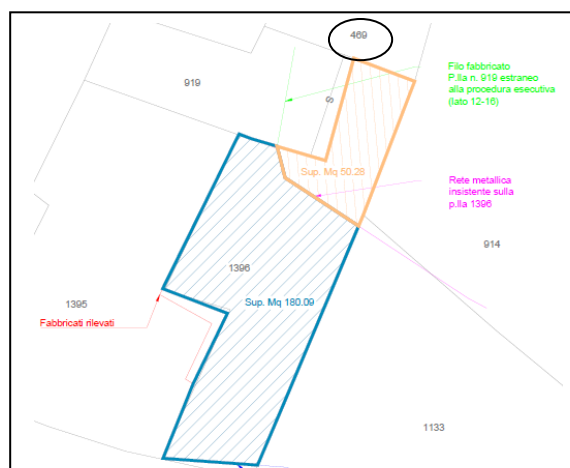 469
Filo fabbricato
P.lla n. 919 estraneo
alla procedura esecutiva
(lato 12-16)
919
S
Sup. Mq 50.28
Rete metallica
insistente sulla
p.lla 1396
914
1396
1395
Sup. Mq 180.09
Fabbricati rilevati
1133